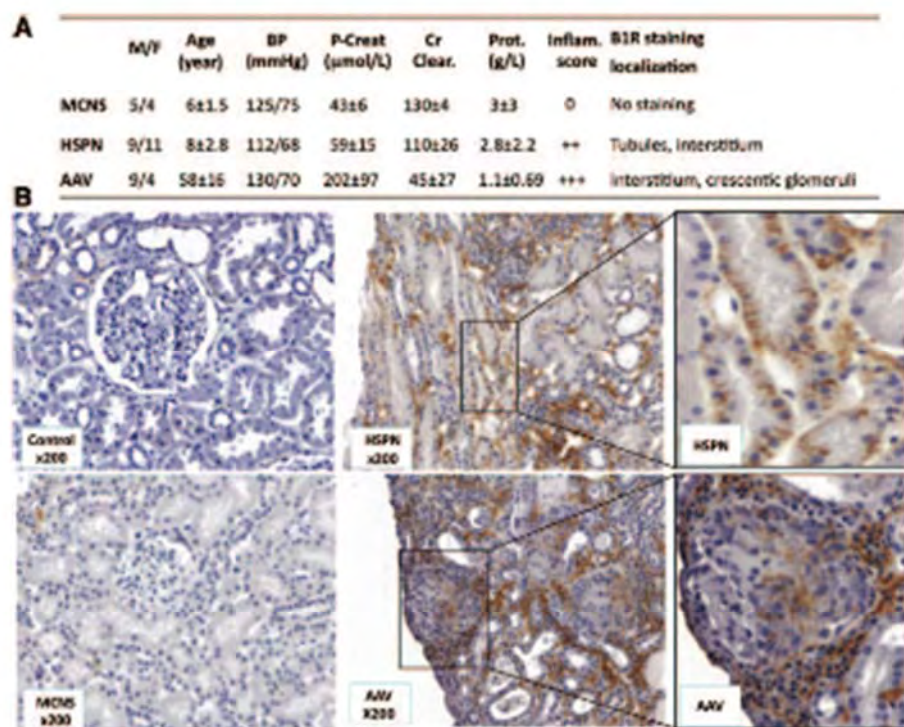 A
M/F Age (year) BP (mmHg) P-Creat (µmol/L) Cr Clear. Prot. (g/L) Inflam. score B1R staining localization
MCNS 5/4 6±1.5 125/75 43±6 130±4 3±3 0 No staining
HSPN 9/11 8±2.8 112/68 59±15 110±26 2.8±2.2 ++ Tubules, interstitium
AAV 9/4 58±16 130/70 202±97 45±27 1.1±0.69 +++ Interstitium, crescentic glomeruli
B
Control
x200
HSPN
x200
HSPN
MCNS
x200
AAV
X200
AAV